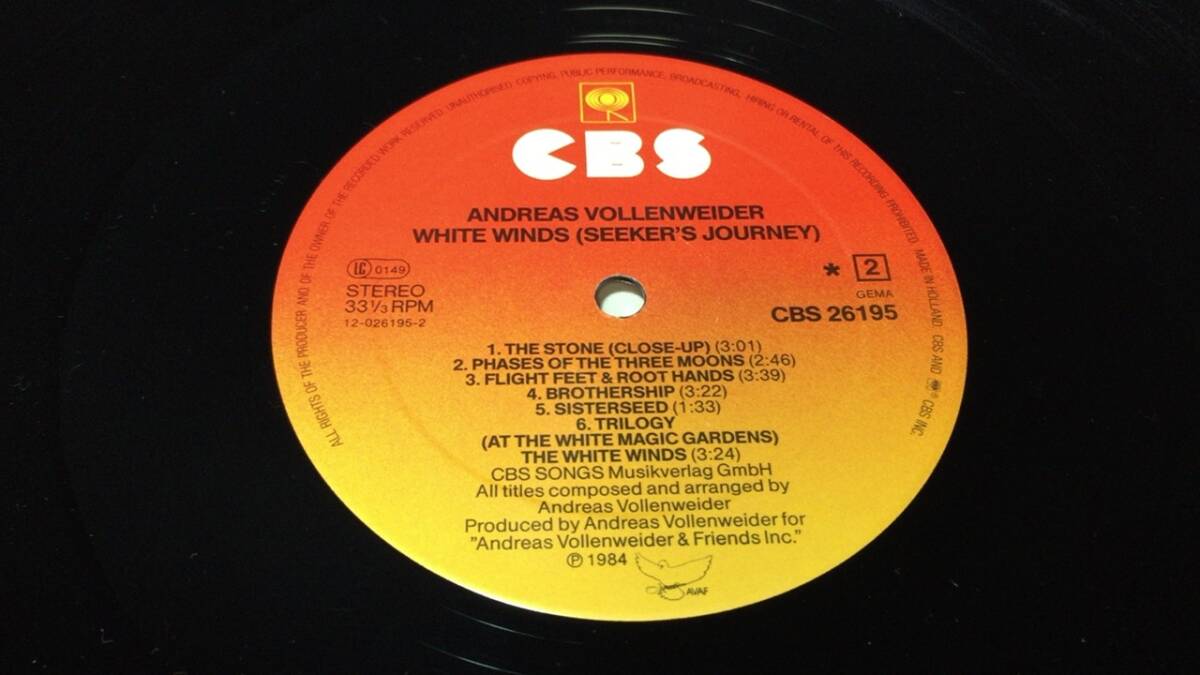 ALL RIGHTS OF THE PRODUCER AND OF THE OWNER OF THE RECORDED WORK RESERVED. UNAUTHORISED COPYING, PUBLIC PERFORMANCE, BROADCASTING, HIRING OR RENTAL OF THIS RECORDING PROHIBITED. MADE IN HOLLAND. CBS AND ® CBS INC.
CBS
ANDREAS VOLLENWEIDER
WHITE WINDS (SEEKER'S JOURNEY)
LC 0149
STEREO
33 1/3 RPM
12-026195-2
* 2
GEMA
CBS 26195
1. THE STONE (CLOSE-UP) (3:01)
2. PHASES OF THE THREE MOONS (2:46)
3. FLIGHT FEET & ROOT HANDS (3:39)
4. BROTHERSHIP (3:22)
5. SISTERSEED (1:33)
6. TRILOGY
(AT THE WHITE MAGIC GARDENS)
THE WHITE WINDS (3:24)
CBS SONGS Musikverlag GmbH
All titles composed and arranged by
Andreas Vollenweider
Produced by Andreas Vollenweider for
"Andreas Vollenweider & Friends Inc."
℗ 1984
AVAF